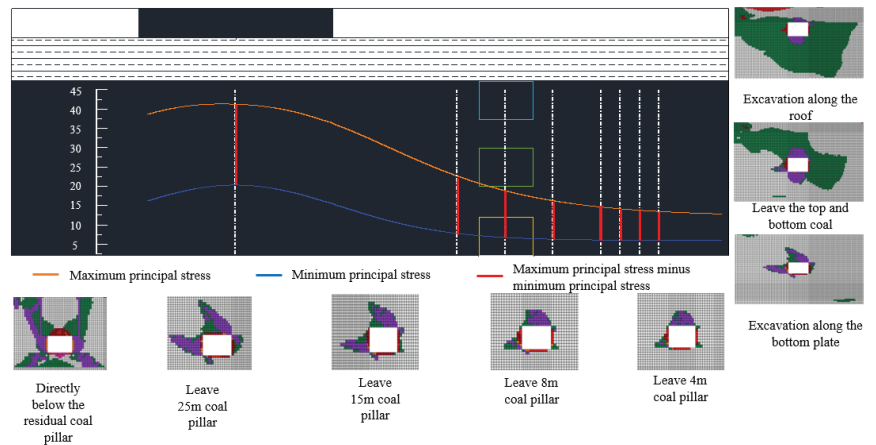 45
40
35
30
25
20
15
10
5
Maximum principal stress
Minimum principal stress
Maximum principal stress minus
minimum principal stress
Directly
below the
residual coal
pillar
Leave
25m coal
pillar
Leave
15m coal
pillar
Leave 8m
coal pillar
Leave 4m
coal pillar
Excavation along the
roof
Leave the top and
bottom coal
Excavation along the
bottom plate